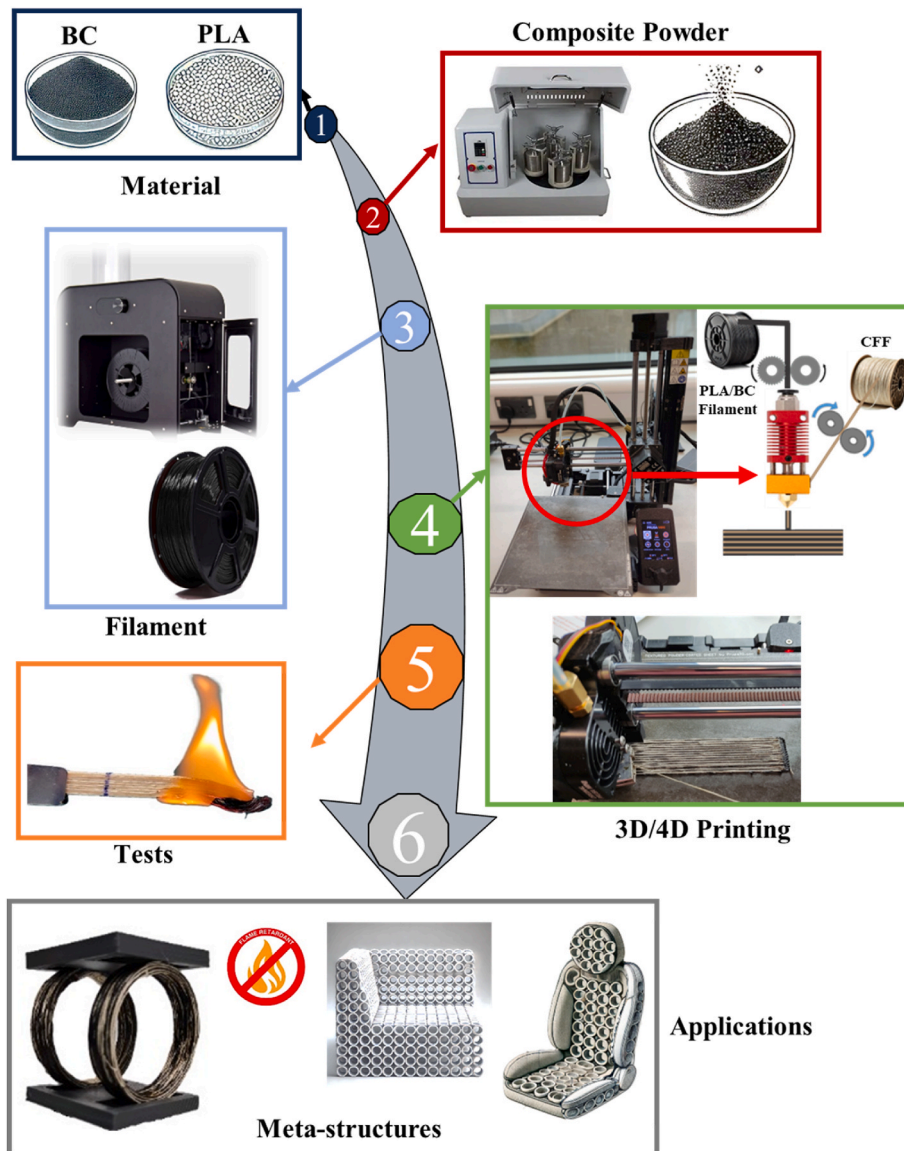 BC
PLA
Material
1
Composite Powder
2
3
Filament
4
PLA/BC
Filament
CFF
3D/4D Printing
5
Tests
6
FLAME RETARDANT
Meta-structures
Applications